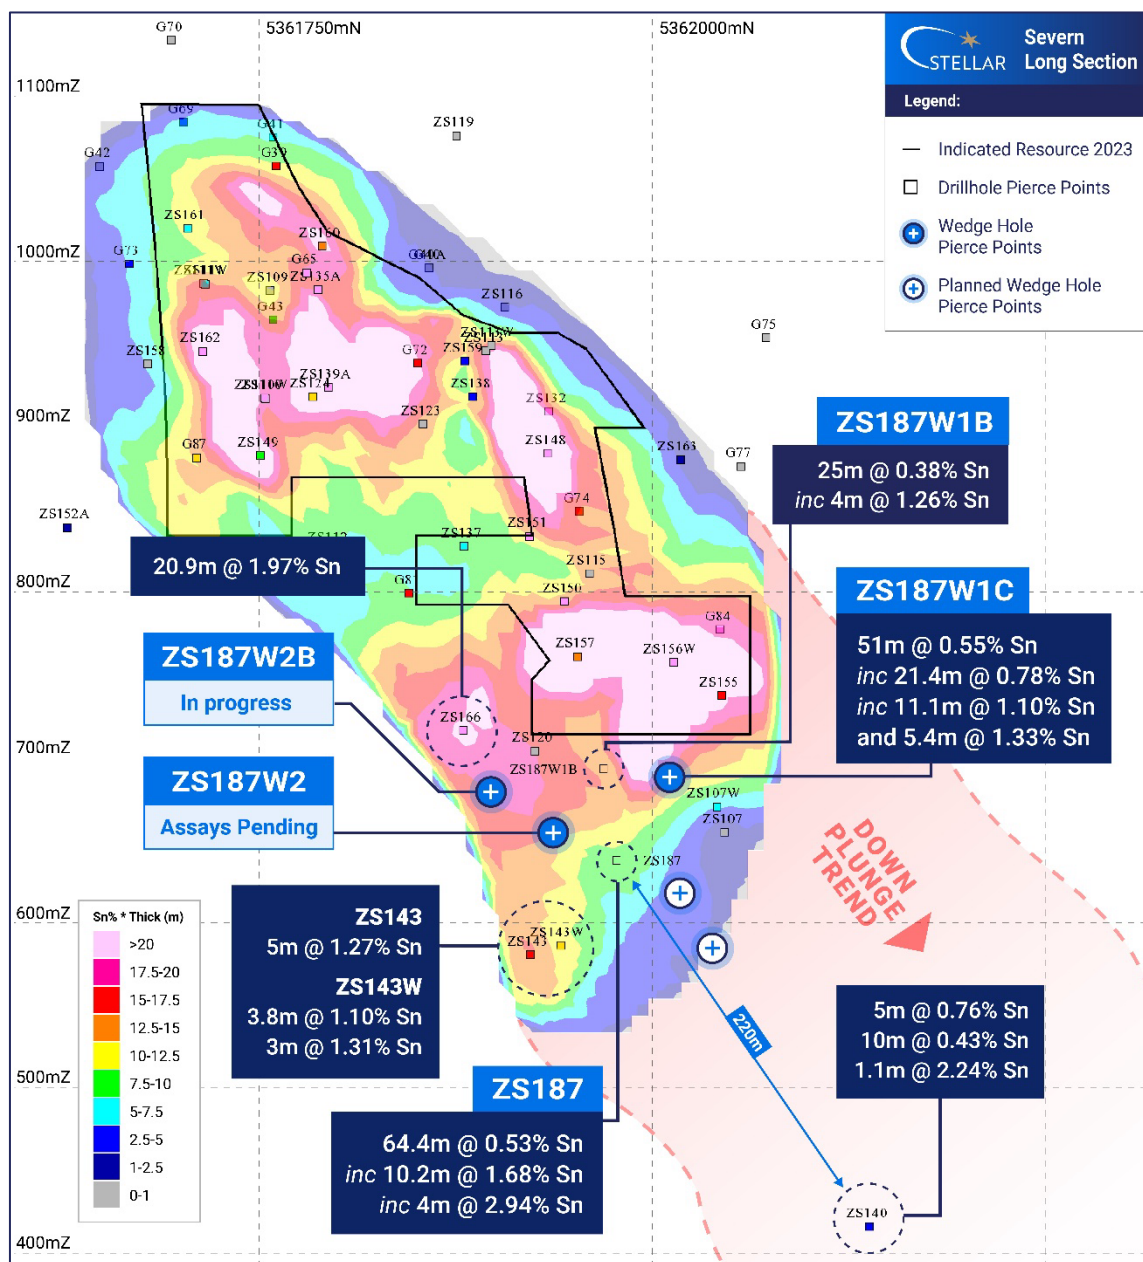 5361750mN
5362000mN
STELLAR
Severn
Long Section
Legend:
Indicated Resource 2023
Drillhole Pierce Points
Wedge Hole
Pierce Points
Planned Wedge Hole
Pierce Points
1100mZ
1000mZ
900mZ
800mZ
700mZ
600mZ
500mZ
400mZ
G70
G69
G41
ZS119
G42
G39
ZS161
ZS160
G73
G65
G40A
ZS109
ZS135A
ZS116
G43
G75
ZS162
ZS158
G72
ZS159
ZS113
ZS139A
ZS124
ZS138
ZS132
ZS123
G87
ZS149
ZS148
ZS163
G77
G74
ZS152A
ZS137
ZS151
ZS115
ZS150
G84
ZS157
ZS156W
ZS155
ZS166
ZS120
ZS187W1B
ZS107W
ZS107
ZS187
ZS143
ZS143W
ZS140
ZS187W1B
25m @ 0.38% Sn
inc 4m @ 1.26% Sn
20.9m @ 1.97% Sn
ZS187W1C
51m @ 0.55% Sn
inc 21.4m @ 0.78% Sn
inc 11.1m @ 1.10% Sn
and 5.4m @ 1.33% Sn
ZS187W2B
In progress
ZS187W2
Assays Pending
DOWN
PLUNGE
TREND
ZS143
5m @ 1.27% Sn
ZS143W
3.8m @ 1.10% Sn
3m @ 1.31% Sn
220m
5m @ 0.76% Sn
10m @ 0.43% Sn
1.1m @ 2.24% Sn
ZS187
64.4m @ 0.53% Sn
inc 10.2m @ 1.68% Sn
inc 4m @ 2.94% Sn
Sn% * Thick (m)
>20
17.5-20
15-17.5
12.5-15
10-12.5
7.5-10
5-7.5
2.5-5
1-2.5
0-1